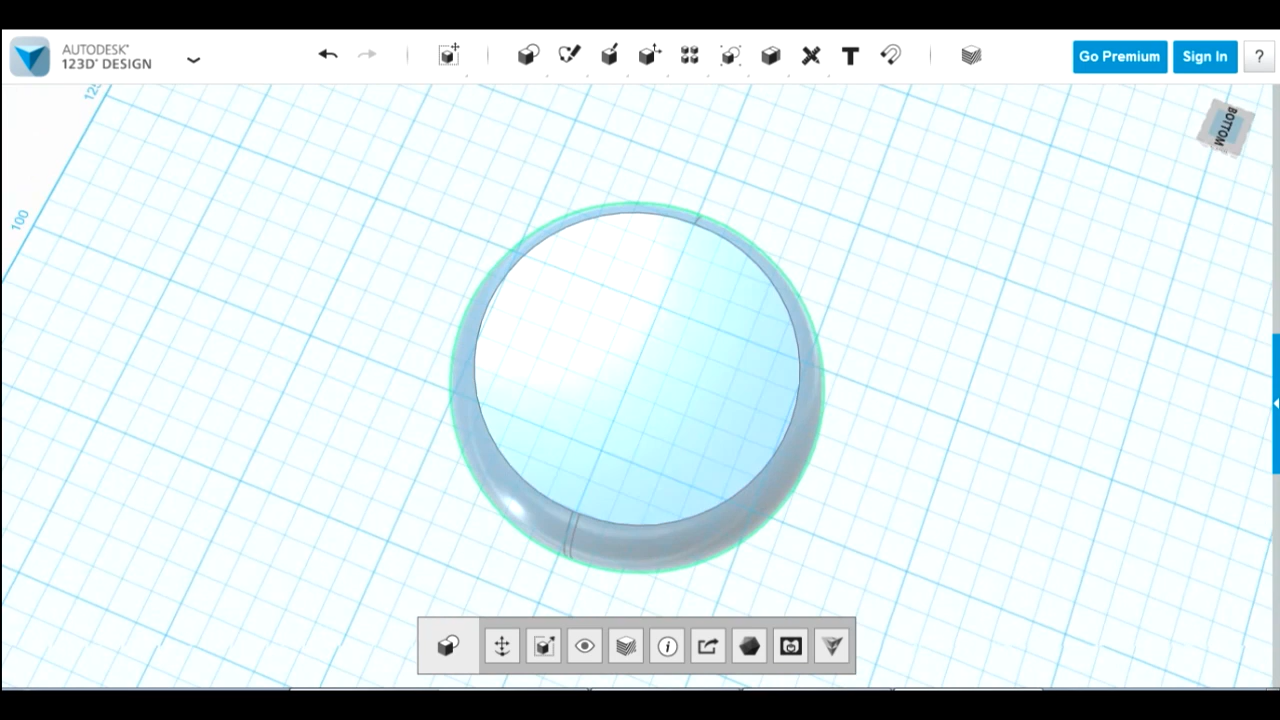 AUTODESK®
123D® DESIGN
Go Premium
Sign In
?
BOTTOM
125
100